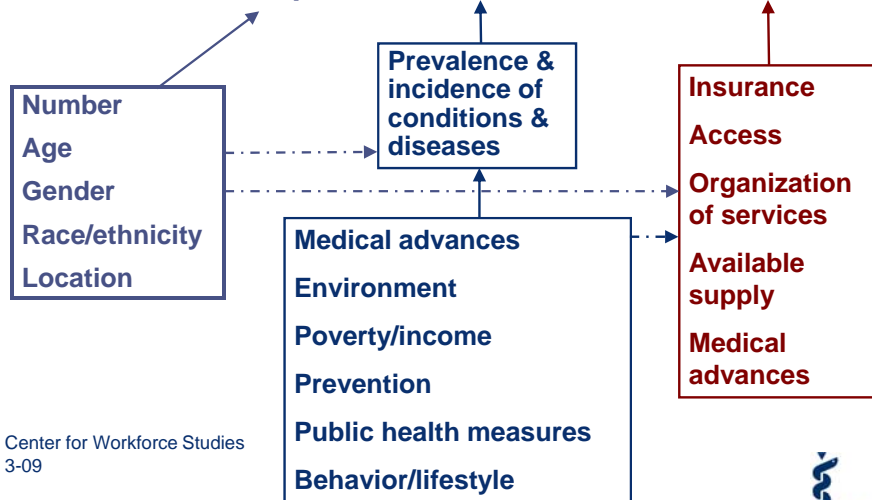 Number
Age
Gender
Race/ethnicity
Location
Prevalence &
incidence of
conditions &
diseases
Medical advances
Environment
Poverty/income
Prevention
Public health measures
Behavior/lifestyle
Insurance
Access
Organization
of services
Available
supply
Medical
advances
Center for Workforce Studies
3-09